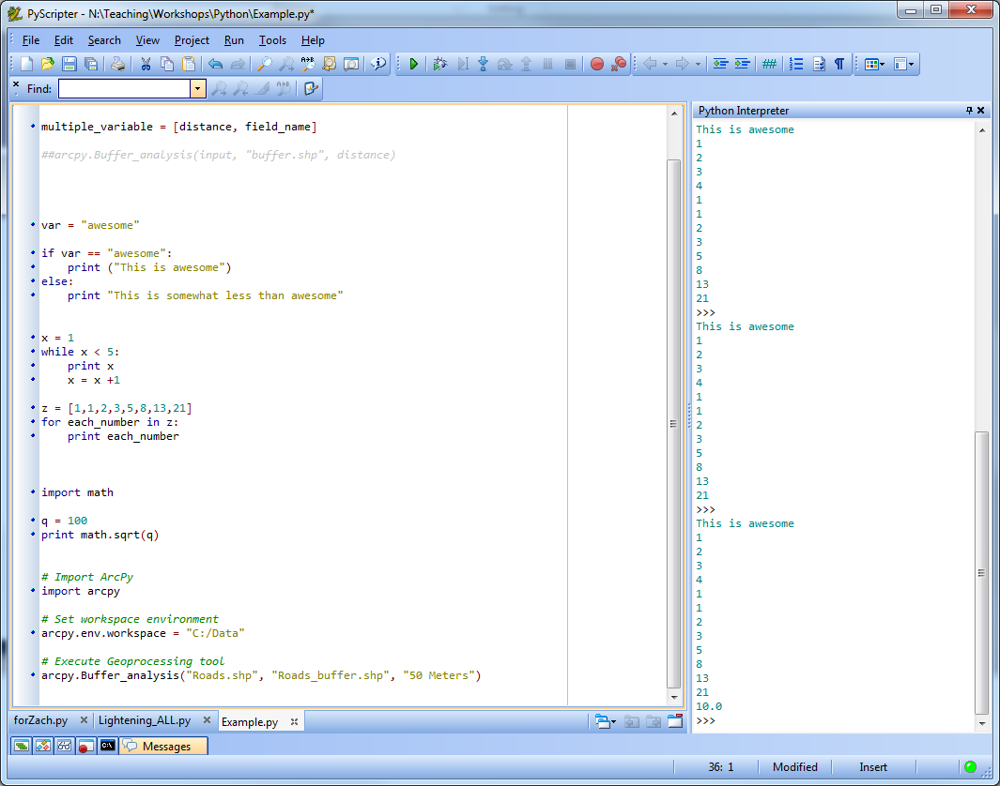 PyScripter - N:\Teaching\Workshops\Python\Example.py*
File Edit Search View Project Run Tools Help
Find:
multiple_variable = [distance, field_name]
##arcpy.Buffer_analysis(input, "buffer.shp", distance)
var = "awesome"
if var == "awesome":
    print ("This is awesome")
else:
    print "This is somewhat less than awesome"
x = 1
while x < 5:
    print x
    x = x +1
z = [1,1,2,3,5,8,13,21]
for each_number in z:
    print each_number
import math
q = 100
print math.sqrt(q)
# Import ArcPy
import arcpy
# Set workspace environment
arcpy.env.workspace = "C:/Data"
# Execute Geoprocessing tool
arcpy.Buffer_analysis("Roads.shp", "Roads_buffer.shp", "50 Meters")
Python Interpreter
This is awesome
1
2
3
4
1
1
2
3
5
8
13
21
>>>
This is awesome
1
2
3
4
1
1
2
3
5
8
13
21
>>>
This is awesome
1
2
3
4
1
1
2
3
5
8
13
21
10.0
>>>
forZach.py Lightening_ALL.py Example.py
Messages
36: 1 Modified Insert